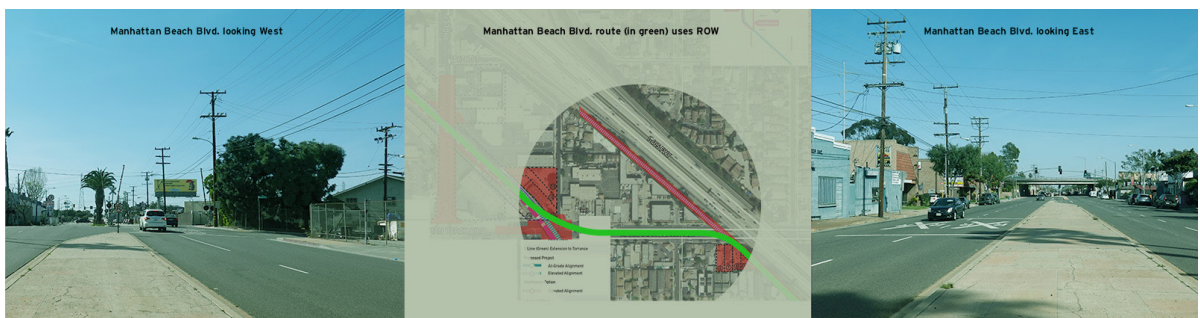 Manhattan Beach Blvd. looking West
Manhattan Beach Blvd. route (in green) uses ROW
Manhattan Beach Blvd. looking East
Line (Green) Extension to Torrance
At-Grade Alignment
Elevated Alignment
Alignment